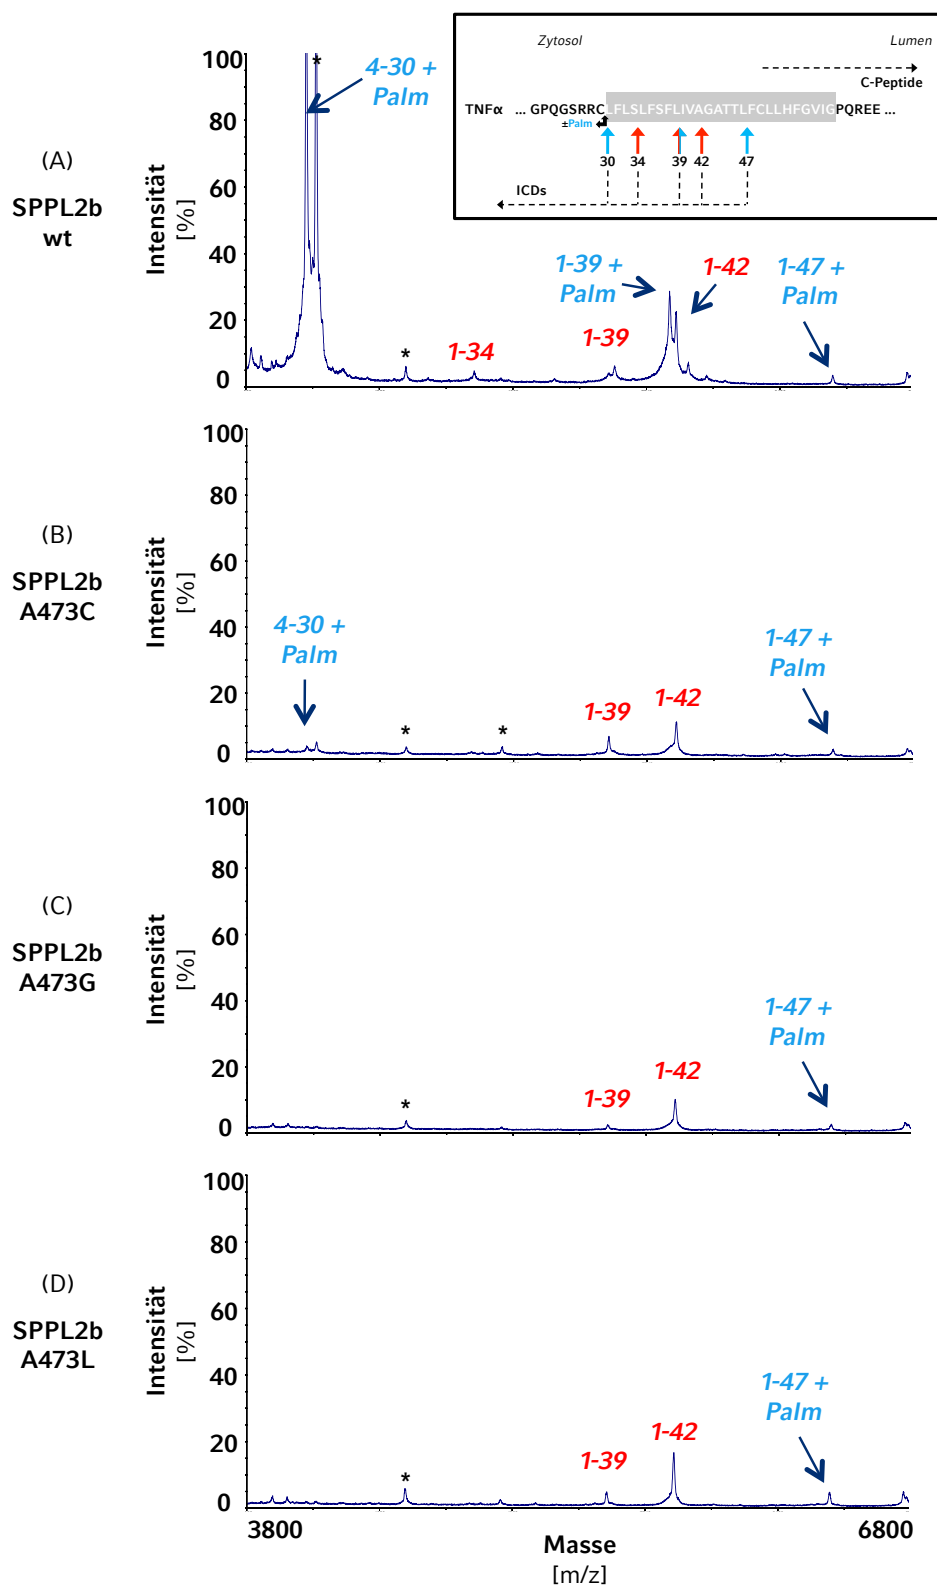 Zytosol Lumen
C-Peptide
TNFα ... GPQGSRRCLFLSLFSFLIVAGATTLFCLLHFGVIGPQREE ...
±Palm
30 34 39 42 47
ICDs
(A)
SPPL2b
wt
Intensität
[%]
100
80
60
40
20
0
*
4-30 +
Palm
*
1-34
1-39
1-39 +
Palm
1-42
1-47 +
Palm
(B)
SPPL2b
A473C
Intensität
[%]
100
80
60
40
20
0
4-30 +
Palm
*
*
1-39
1-42
1-47 +
Palm
(C)
SPPL2b
A473G
Intensität
[%]
100
80
60
40
20
0
*
1-39
1-42
1-47 +
Palm
(D)
SPPL2b
A473L
Intensität
[%]
100
80
60
40
20
0
*
1-39
1-42
1-47 +
Palm
3800 6800
Masse
[m/z]